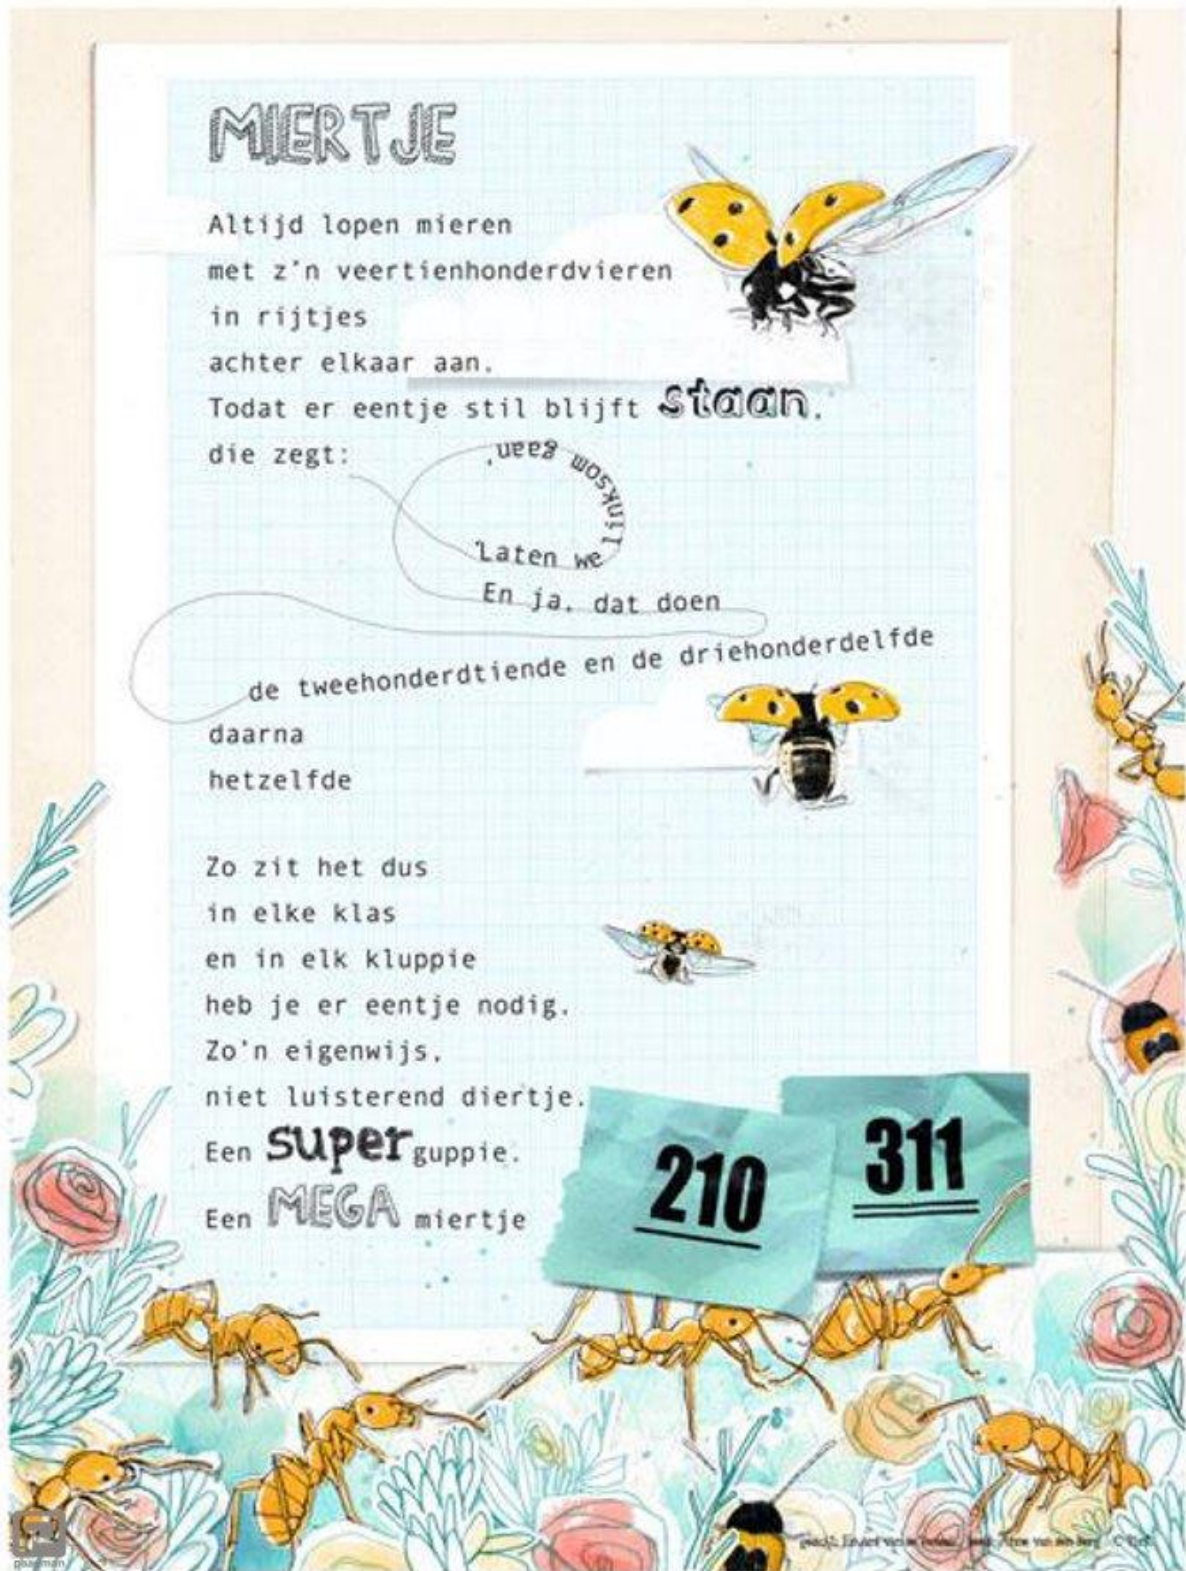 MIERTJE
Altijd lopen mieren
met z'n veertienhonderdvieren
in rijtjes
achter elkaar aan.
Todat er eentje stil blijft staan.
die zegt:
'Laten we linksom gaan.
En ja, dat doen
de tweehonderdtiende en de driehonderdelfde
daarna
hetzelfde
Zo zit het dus
in elke klas
en in elk kluppie
heb je er eentje nodig.
Zo'n eigenwijs,
niet luisterend diertje.
Een super guppie.
Een MEGA miertje
210
311